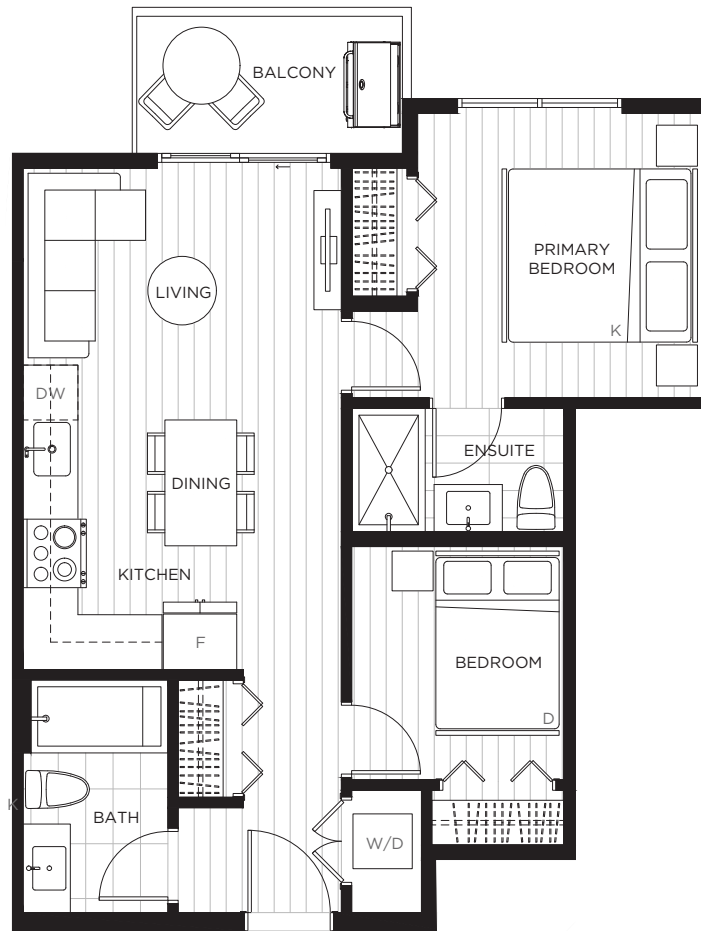 BALCONY
PRIMARY
BEDROOM
LIVING
K
DW
ENSUITE
DINING
KITCHEN
F
BEDROOM
D
K
BATH
W/D